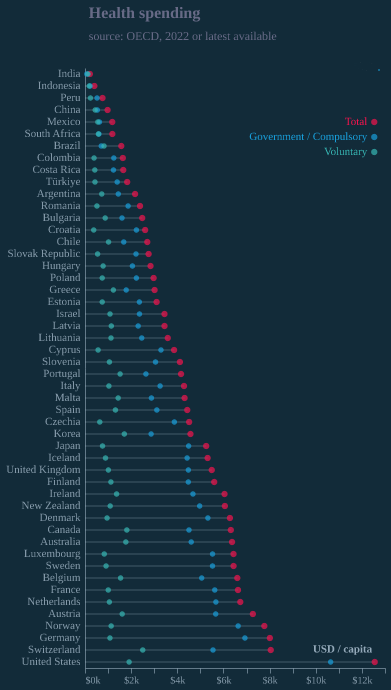 Health spending
source: OECD, 2022 or latest available
India
Indonesia
Peru
China
Mexico
Total
South Africa
Government / Compulsory
Brazil
Voluntary
Colombia
Costa Rica
Türkiye
Argentina
Romania
Bulgaria
Croatia
Chile
Slovak Republic
Hungary
Poland
Greece
Estonia
Israel
Latvia
Lithuania
Cyprus
Slovenia
Portugal
Italy
Malta
Spain
Czechia
Korea
Japan
Iceland
United Kingdom
Finland
Ireland
New Zealand
Denmark
Canada
Australia
Luxembourg
Sweden
Belgium
France
Netherlands
Austria
Norway
Germany
Switzerland
USD / capita
United States
$0k $2k $4k $6k $8k $10k $12k